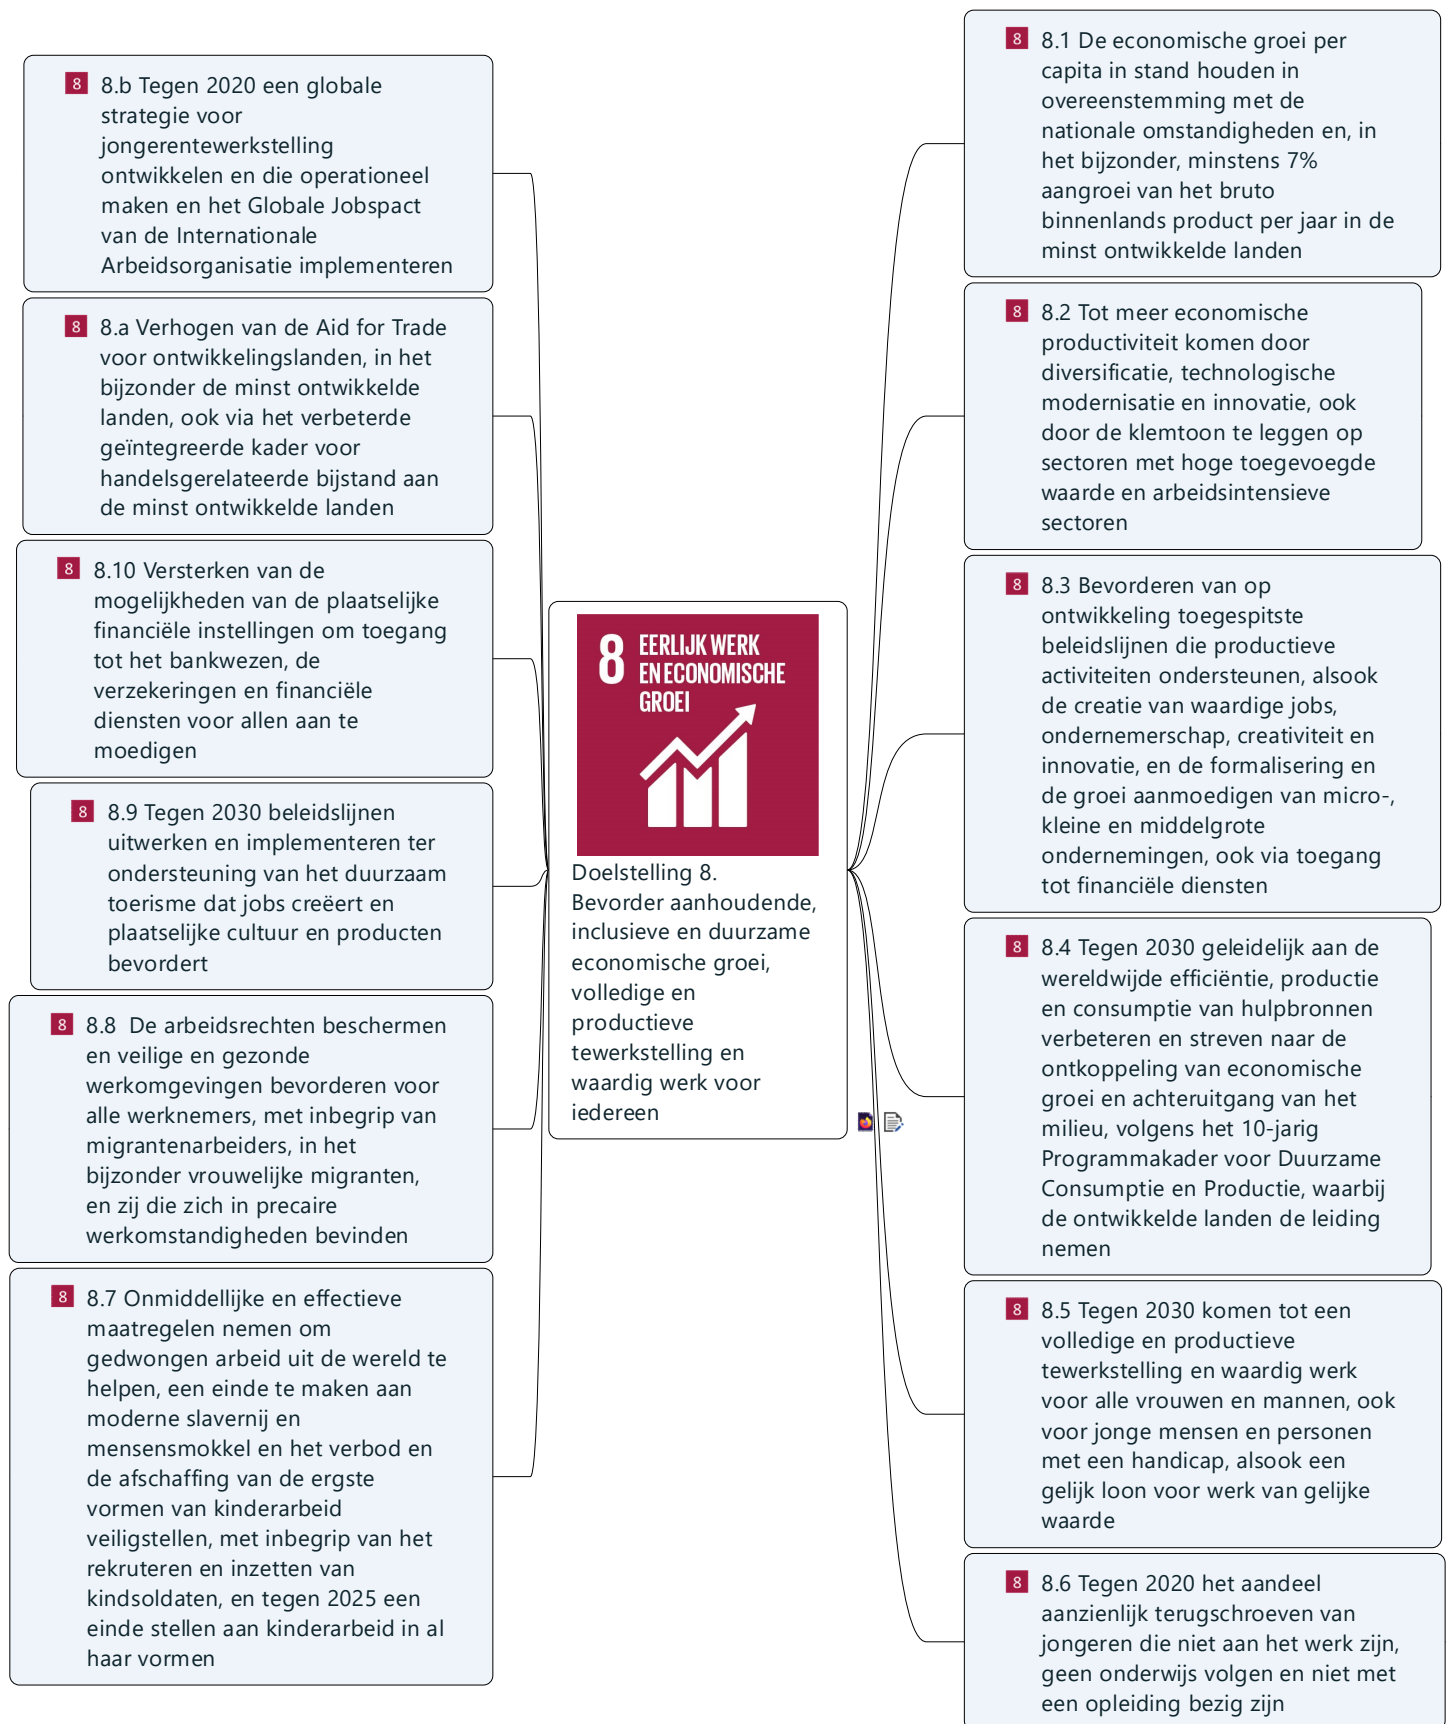 8 8.1 De economische groei per
capita in stand houden in
overeenstemming met de
nationale omstandigheden en, in
het bijzonder, minstens 7%
aangroei van het bruto
binnenlands product per jaar in de
minst ontwikkelde landen
8 8.2 Tot meer economische
productiviteit komen door
diversificatie, technologische
modernisatie en innovatie, ook
door de klemtoon te leggen op
sectoren met hoge toegevoegde
waarde en arbeidsintensieve
sectoren
8 8.3 Bevorderen van op
ontwikkeling toegespitste
beleidslijnen die productieve
activiteiten ondersteunen, alsook
de creatie van waardige jobs,
ondernemerschap, creativiteit en
innovatie, en de formalisering en
de groei aanmoedigen van micro-,
kleine en middelgrote
ondernemingen, ook via toegang
tot financiële diensten
8 8.4 Tegen 2030 geleidelijk aan de
wereldwijde efficiëntie, productie
en consumptie van hulpbronnen
verbeteren en streven naar de
ontkoppeling van economische
groei en achteruitgang van het
milieu, volgens het 10-jarig
Programmakader voor Duurzame
Consumptie en Productie, waarbij
de ontwikkelde landen de leiding
nemen
8 8.5 Tegen 2030 komen tot een
volledige en productieve
tewerkstelling en waardig werk
voor alle vrouwen en mannen, ook
voor jonge mensen en personen
met een handicap, alsook een
gelijk loon voor werk van gelijke
waarde
8 8.6 Tegen 2020 het aandeel
aanzienlijk terugschroeven van
jongeren die niet aan het werk zijn,
geen onderwijs volgen en niet met
een opleiding bezig zijn
8 EERLIJK WERK
EN ECONOMISCHE
GROEI
Doelstelling 8.
Bevorder aanhoudende,
inclusieve en duurzame
economische groei,
volledige en
productieve
tewerkstelling en
waardig werk voor
iedereen
8 8.b Tegen 2020 een globale
strategie voor
jongerentewerkstelling
ontwikkelen en die operationeel
maken en het Globale Jobspact
van de Internationale
Arbeidsorganisatie implementeren
8 8.a Verhogen van de Aid for Trade
voor ontwikkelingslanden, in het
bijzonder de minst ontwikkelde
landen, ook via het verbeterde
geïntegreerde kader voor
handelsgerelateerde bijstand aan
de minst ontwikkelde landen
8 8.10 Versterken van de
mogelijkheden van de plaatselijke
financiële instellingen om toegang
tot het bankwezen, de
verzekeringen en financiële
diensten voor allen aan te
moedigen
8 8.9 Tegen 2030 beleidslijnen
uitwerken en implementeren ter
ondersteuning van het duurzaam
toerisme dat jobs creëert en
plaatselijke cultuur en producten
bevordert
8 8.8 De arbeidsrechten beschermen
en veilige en gezonde
werkomgevingen bevorderen voor
alle werknemers, met inbegrip van
migrantenarbeiders, in het
bijzonder vrouwelijke migranten,
en zij die zich in precaire
werkomstandigheden bevinden
8 8.7 Onmiddellijke en effectieve
maatregelen nemen om
gedwongen arbeid uit de wereld te
helpen, een einde te maken aan
moderne slavernij en
mensensmokkel en het verbod en
de afschaffing van de ergste
vormen van kinderarbeid
veiligstellen, met inbegrip van het
rekruteren en inzetten van
kindsoldaten, en tegen 2025 een
einde stellen aan kinderarbeid in al
haar vormen